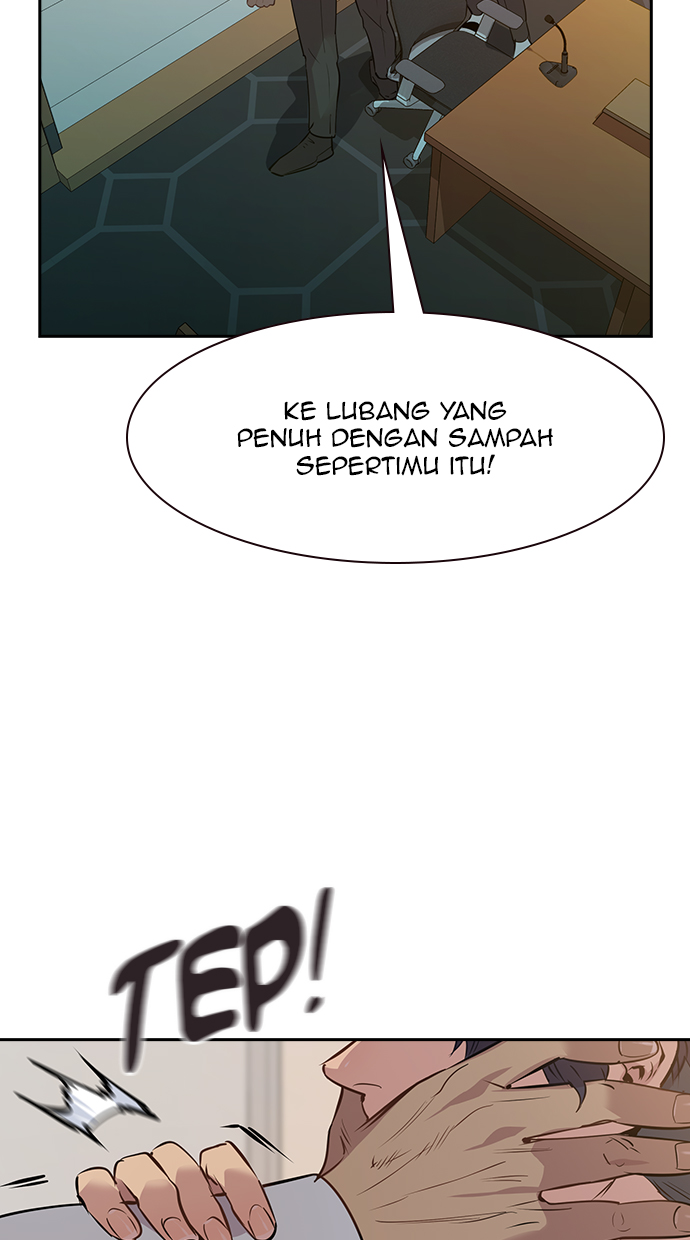 KE LUBANG YANG
PENUH DENGAN SAMPAH
SEPERTIMU ITU!
TEP!